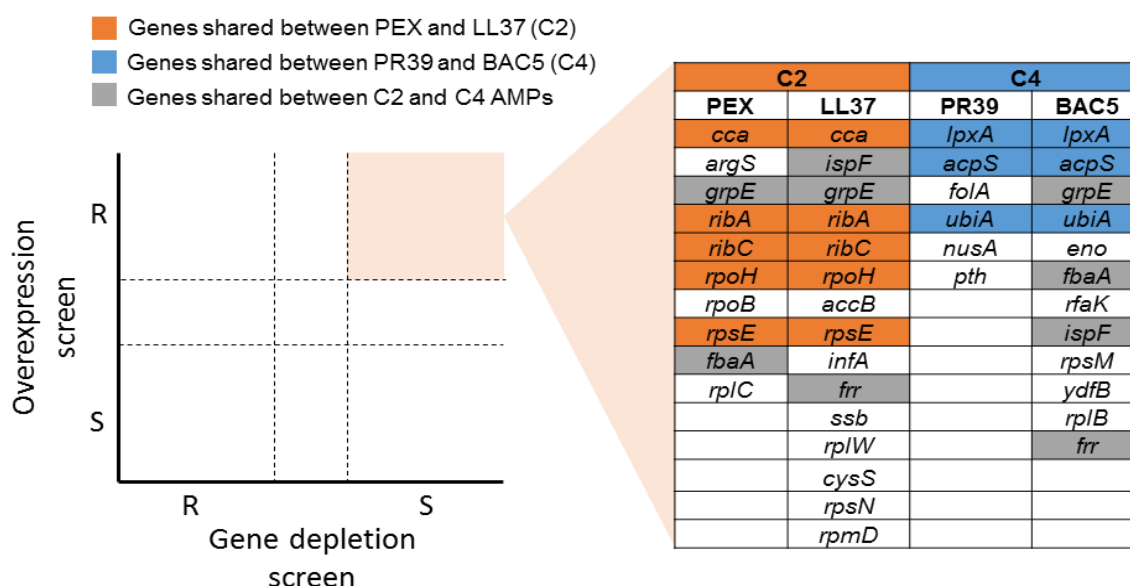 Genes shared between PEX and LL37 (C2)
Genes shared between PR39 and BAC5 (C4)
Genes shared between C2 and C4 AMPs
Overexpression
screen
R
S
R S
Gene depletion
screen
C2 C4
PEX LL37 PR39 BAC5
cca cca lpxA lpxA
argS ispF acpS acpS
grpE grpE folA grpE
ribA ribA ubiA ubiA
ribC ribC nusA eno
rpoH rpoH pth fbaA
rpoB accB rfaK
rpsE rpsE ispF
fbaA infA rpsM
rplC frr ydfB
ssb rplB
rplW frr
cysS
rpsN
rpmD